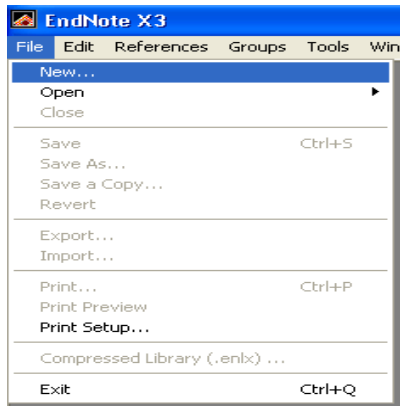 EndNote X3
File Edit References Groups Tools Win
New...
Open
Close
Save Ctrl+S
Save As...
Save a Copy...
Revert
Export...
Import...
Print... Ctrl+P
Print Preview
Print Setup...
Compressed Library (.enlx) ...
Exit Ctrl+Q